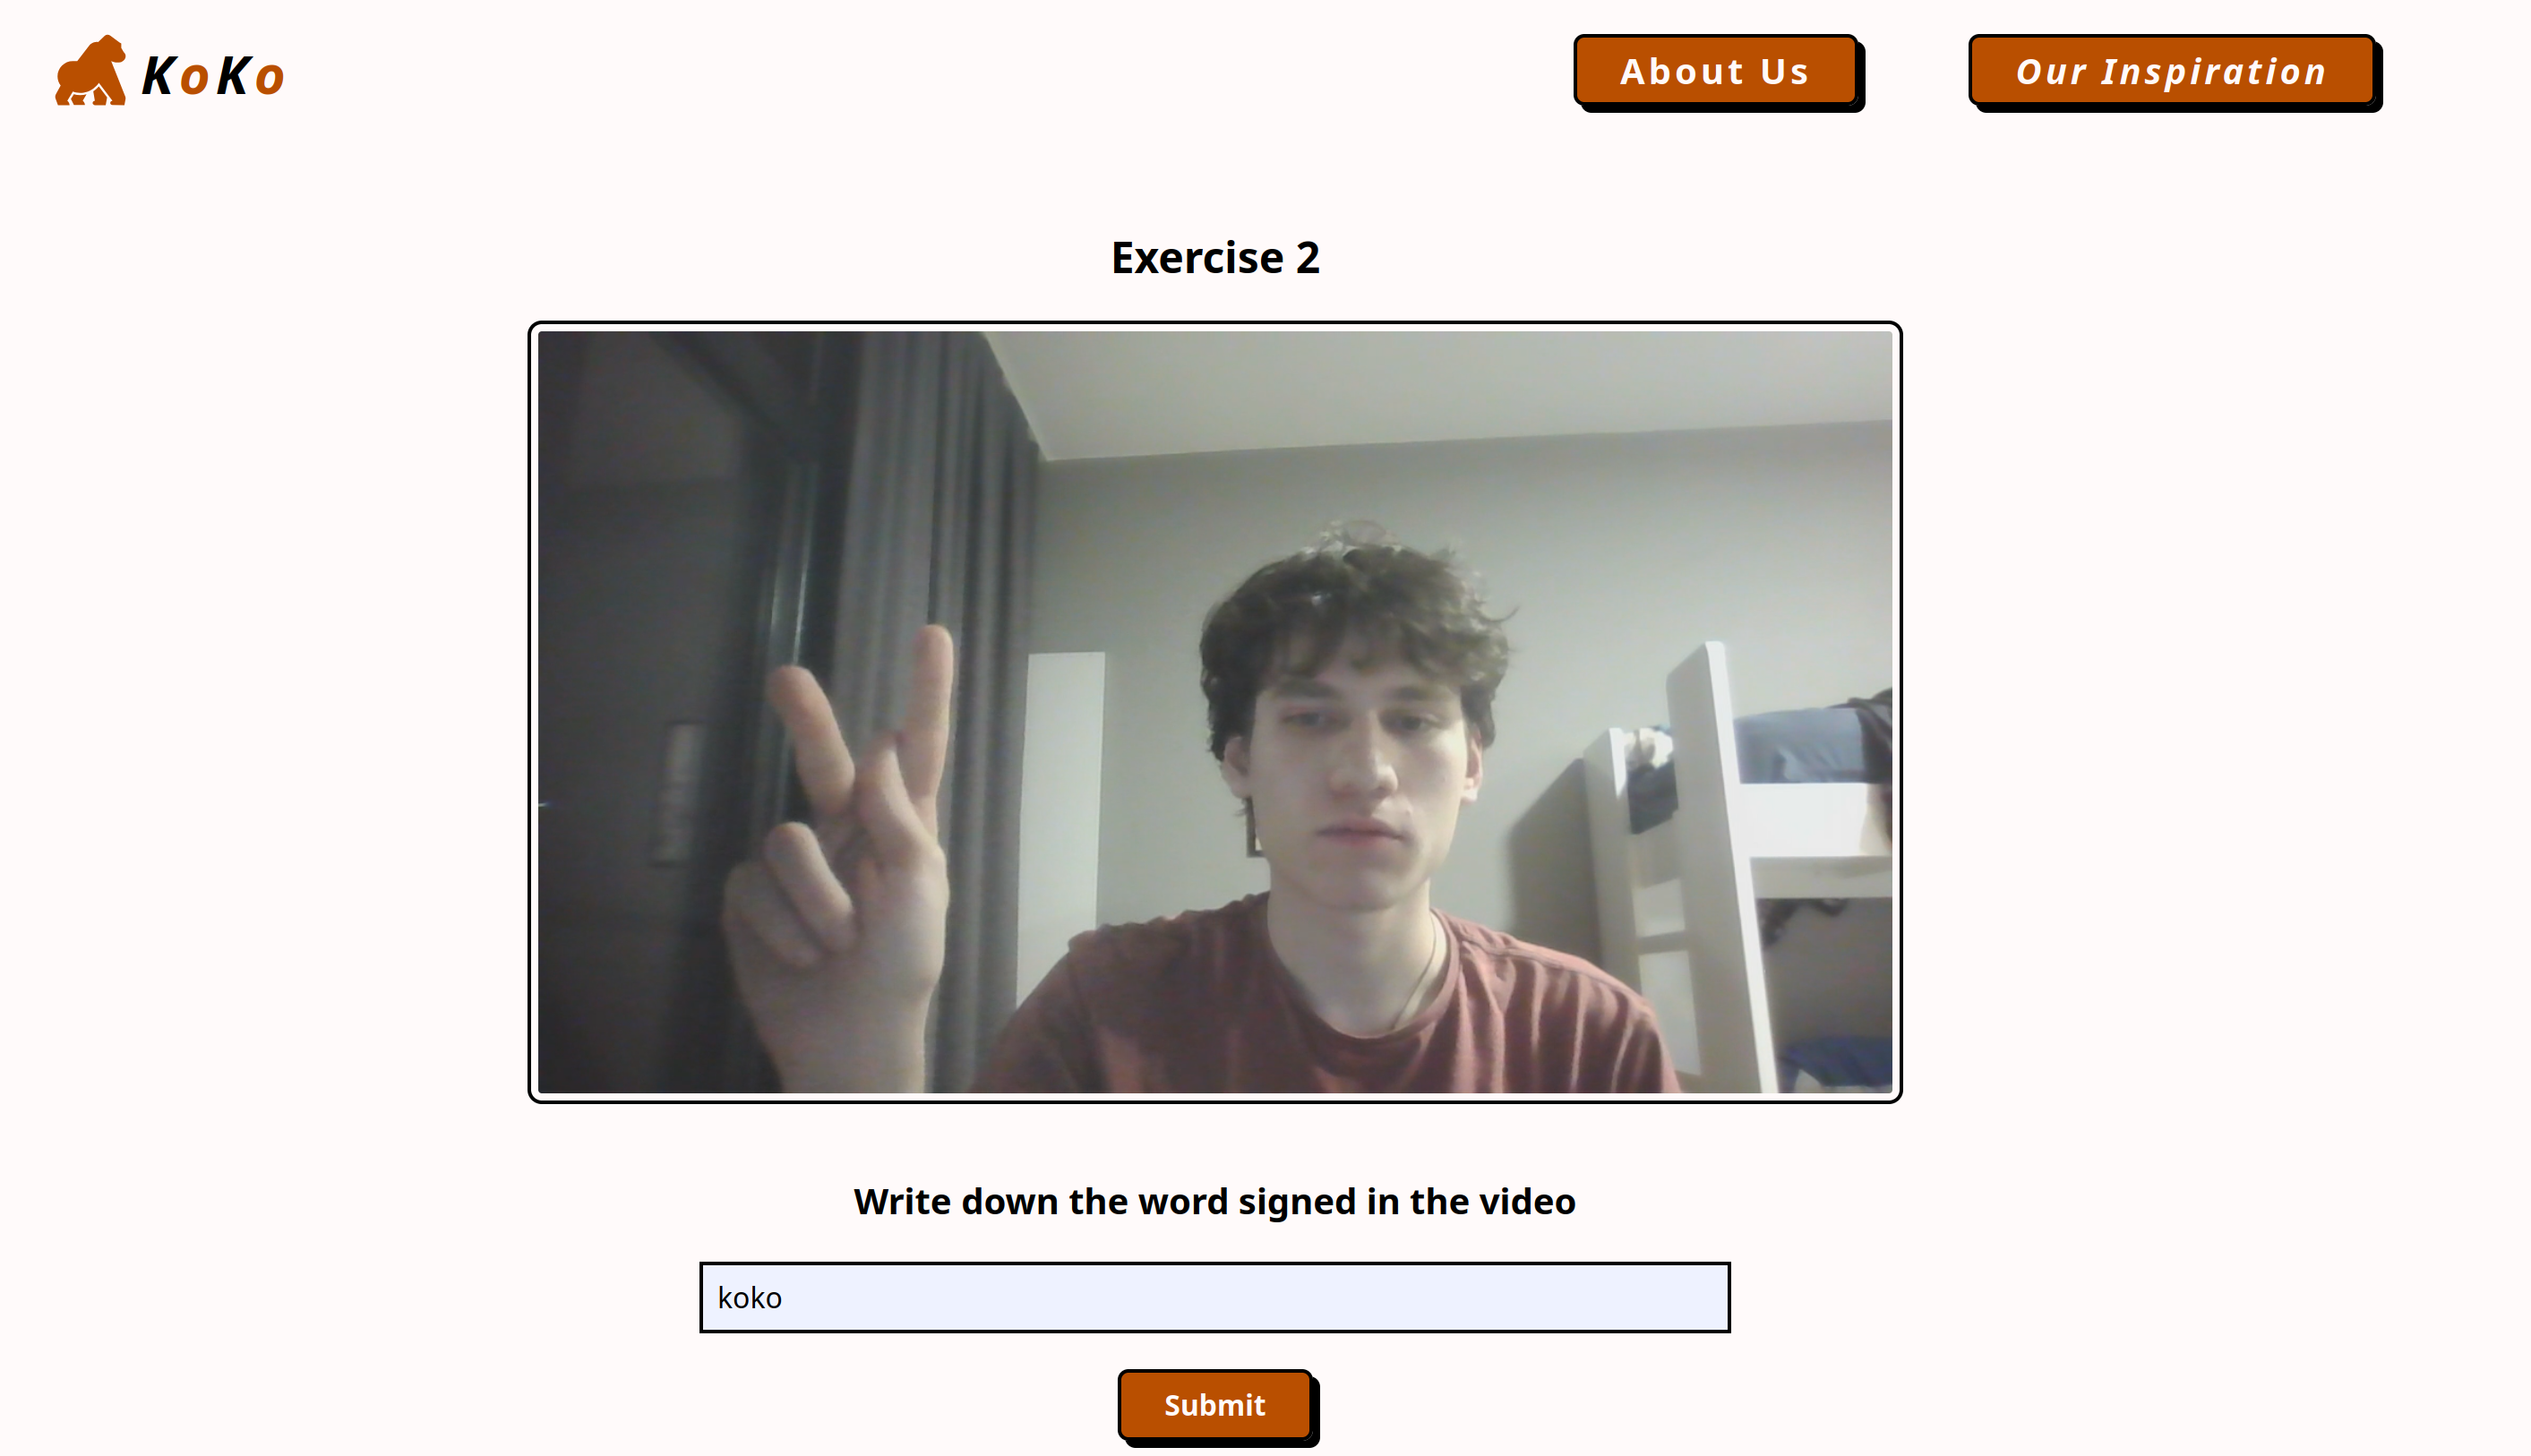 KoKo
About Us
Our Inspiration
Exercise 2
Write down the word signed in the video
koko
Submit